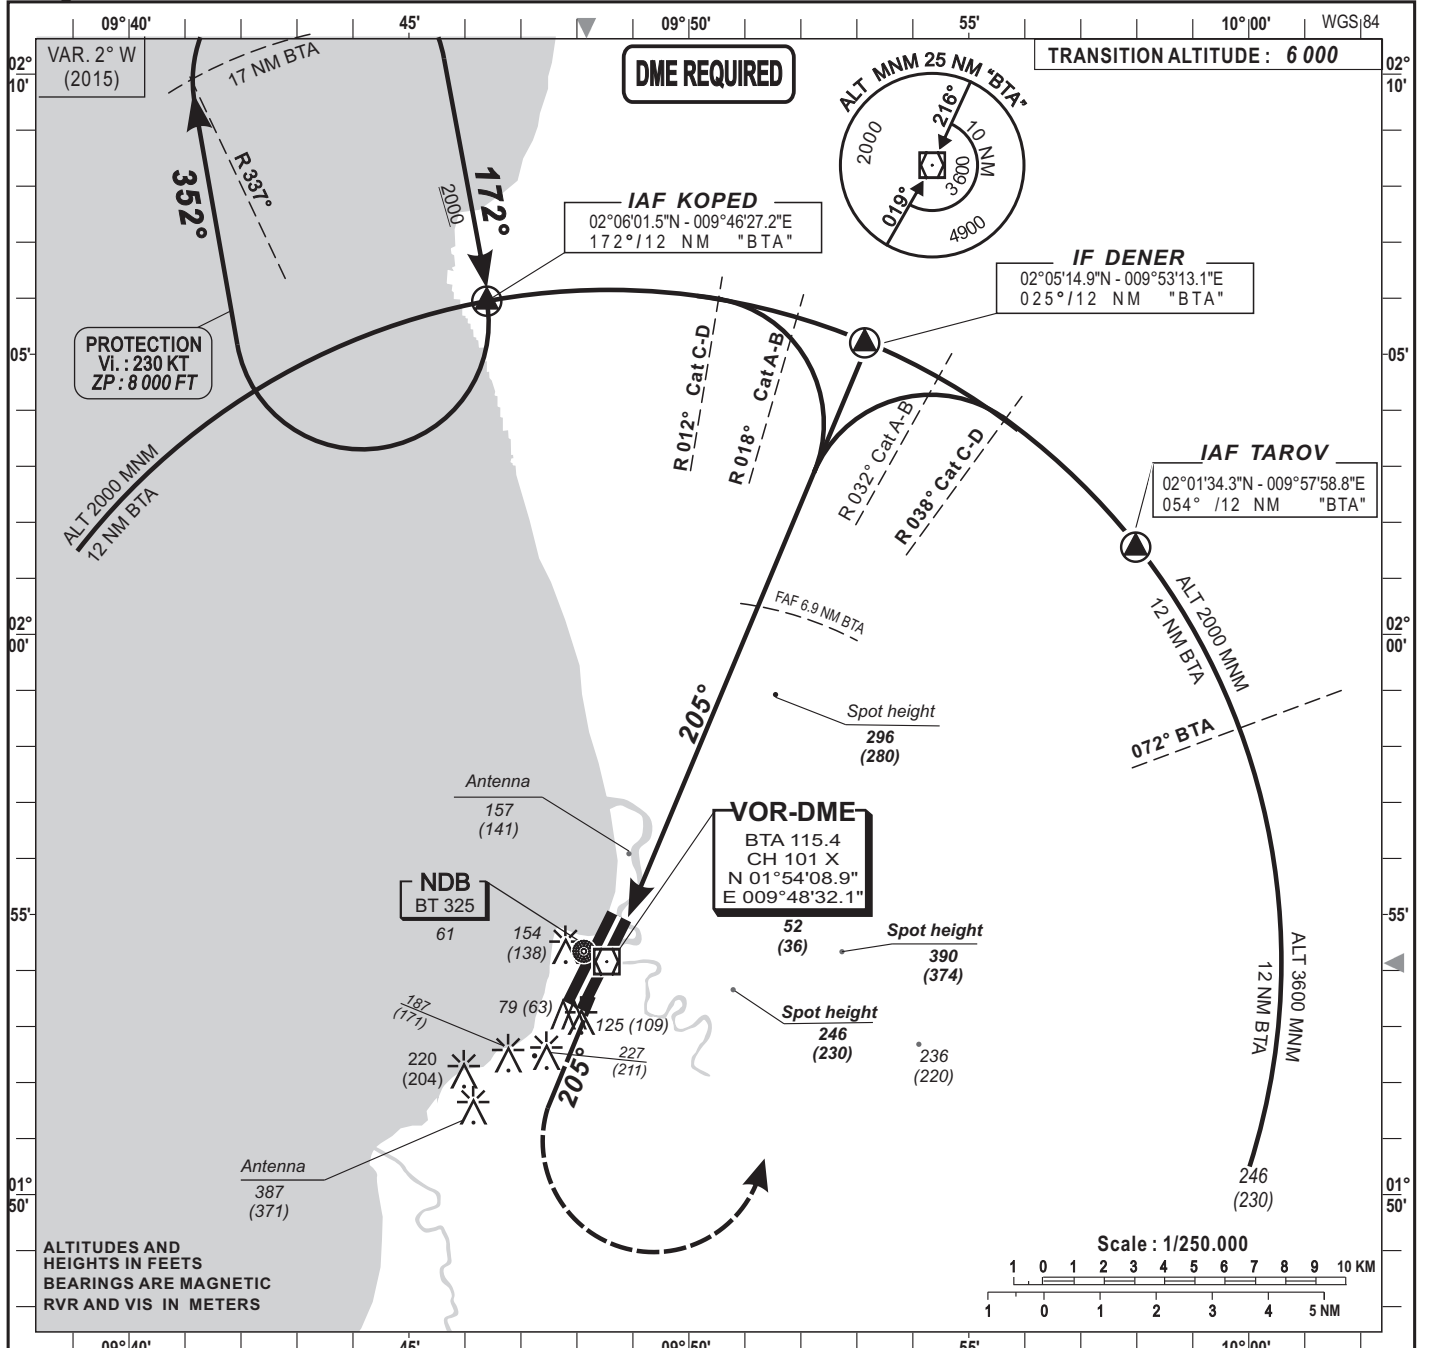 09°40'
45'
09°50'
55'
10°00'
WGS 84
VAR. 2° W
(2015)
17 NM BTA
DME REQUIRED
ALT MNM 25 NM "BTA"
2000
216°
10 NM
3600
019°
4900
TRANSITION ALTITUDE : 6 000
02°
10'
02°
10'
R 337°
352°
2000
172°
IAF KOPED
02°06'01.5"N - 009°46'27.2"E
172°/12 NM "BTA"
IF DENER
02°05'14.9"N - 009°53'13.1"E
025°/12 NM "BTA"
PROTECTION
Vi. : 230 KT
ZP : 8 000 FT
05'
05'
R 012° Cat C-D
R 018° Cat A-B
R 032° Cat A-B
R 038° Cat C-D
IAF TAROV
02°01'34.3"N - 009°57'58.8"E
054° /12 NM "BTA"
ALT 2000 MNM
12 NM BTA
ALT 2000 MNM
12 NM BTA
FAF 6.9 NM BTA
02°
00'
02°
00'
205°
Spot height
296
(280)
072° BTA
Antenna
157
(141)
VOR-DME
BTA 115.4
CH 101 X
N 01°54'08.9"
E 009°48'32.1"
52
(36)
NDB
BT 325
61
55'
55'
154
(138)
Spot height
390
(374)
187
(171)
79 (63)
125 (109)
Spot height
246
(230)
220
(204)
227
(211)
236
(220)
205°
ALT 3600 MNM
12 NM BTA
Antenna
387
(371)
246
(230)
01°
50'
01°
50'
ALTITUDES AND
HEIGHTS IN FEETS
BEARINGS ARE MAGNETIC
RVR AND VIS IN METERS
Scale : 1/250.000
1 0 1 2 3 4 5 6 7 8 9 10 KM
1 0 1 2 3 4 5 NM
09°40'
45'
09°50'
55'
10°00'